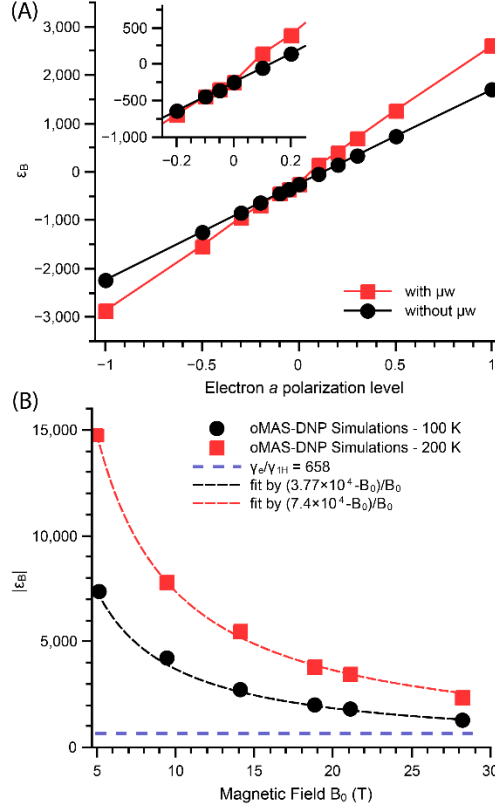 (A)
3,000
2,000
1,000
0
−1,000
−2,000
−3,000
εB
500
0
−500
−1,000
−0.2
0
0.2
with μw
without μw
−1
−0.5
0
0.5
1
Electron a polarization level
(B)
15,000
10,000
5,000
0
|εB|
oMAS-DNP Simulations - 100 K
oMAS-DNP Simulations - 200 K
γe/γ1H = 658
fit by (3.77×10⁴-B₀)/B₀
fit by (7.4×10⁴-B₀)/B₀
5
10
15
20
25
30
Magnetic Field B₀ (T)